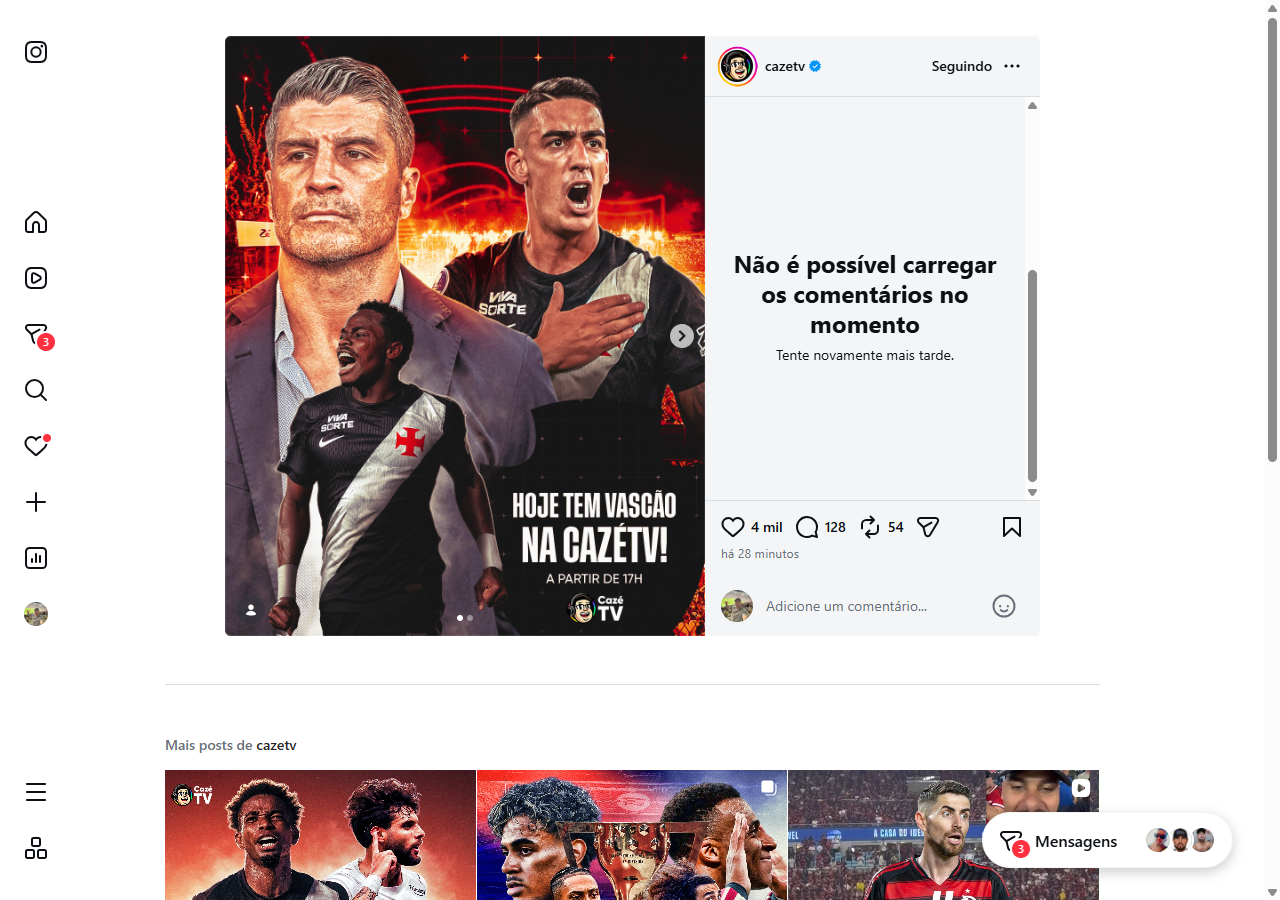 cazetv
Seguindo
Não é possível carregar
os comentários no
momento
Tente novamente mais tarde.
VIVA
SORTE
VIVA
SORTE
HOJE TEM VASCÃO
NA CAZÉTV!
A PARTIR DE 17H
Cazé
TV
4 mil
128
54
há 28 minutos
Adicione um comentário...
3
Mais posts de cazetv
Cazé
TV
A CASA DO
3
Mensagens